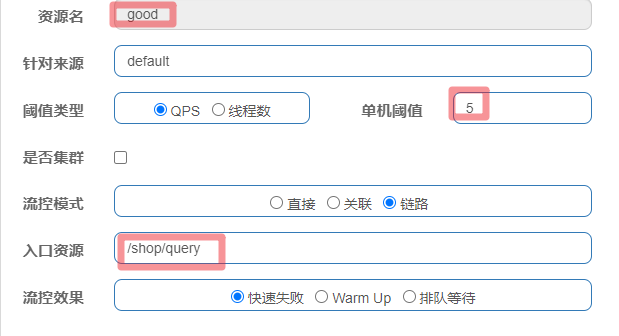 资源名 good
针对来源 default
阈值类型 QPS 线程数 单机阈值 5
是否集群
流控模式 直接 关联 链路
入口资源 /shop/query
流控效果 快速失败 Warm Up 排队等待